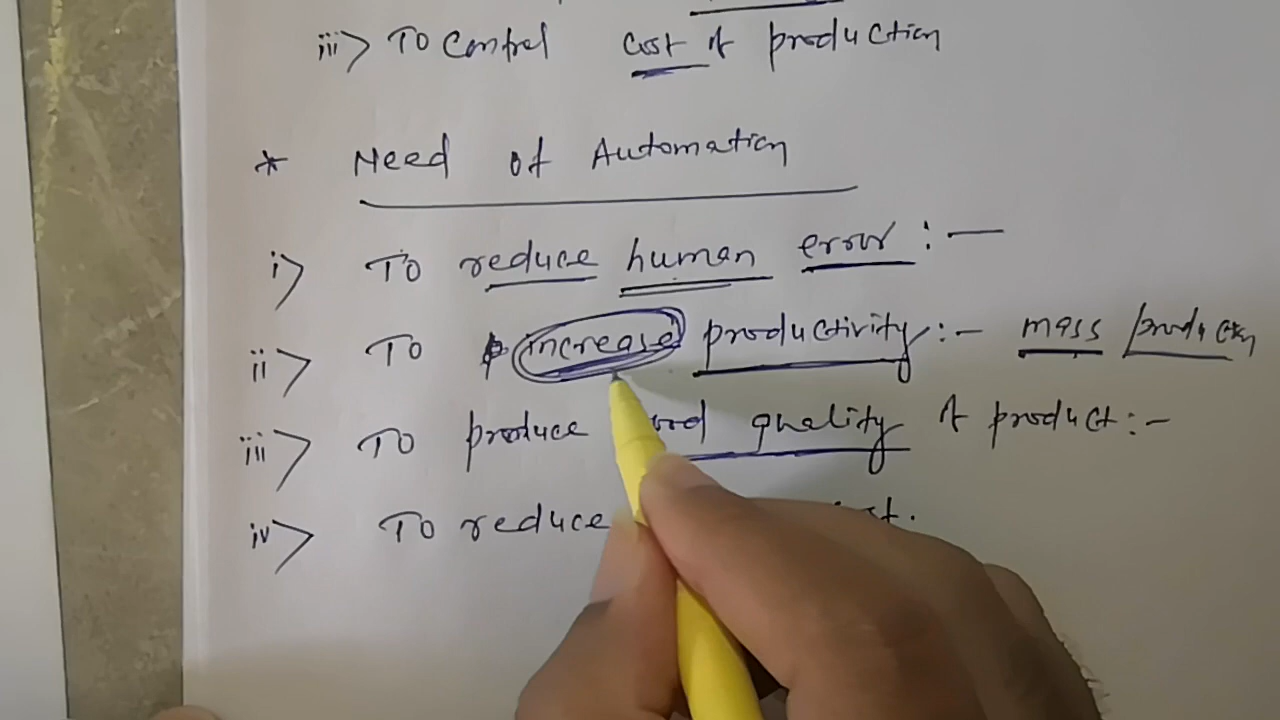 iii> To control cost of production
* Need of Automation
i> To reduce human error :—
ii> To increase productivity :— mass production
iii> To produce good quality of product :—
iv> To reduce